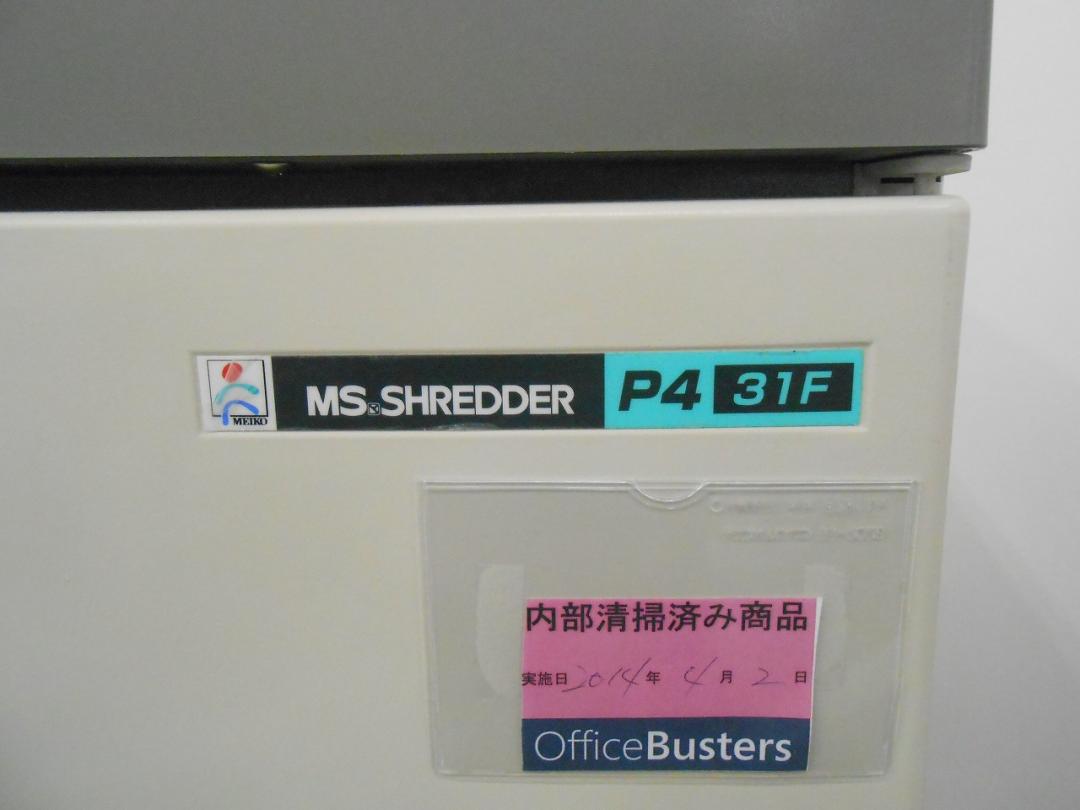 MEIKO
MS SHREDDER P4 31F
内部清掃済み商品
実施日 2014 年 4 月 2 日
OfficeBusters